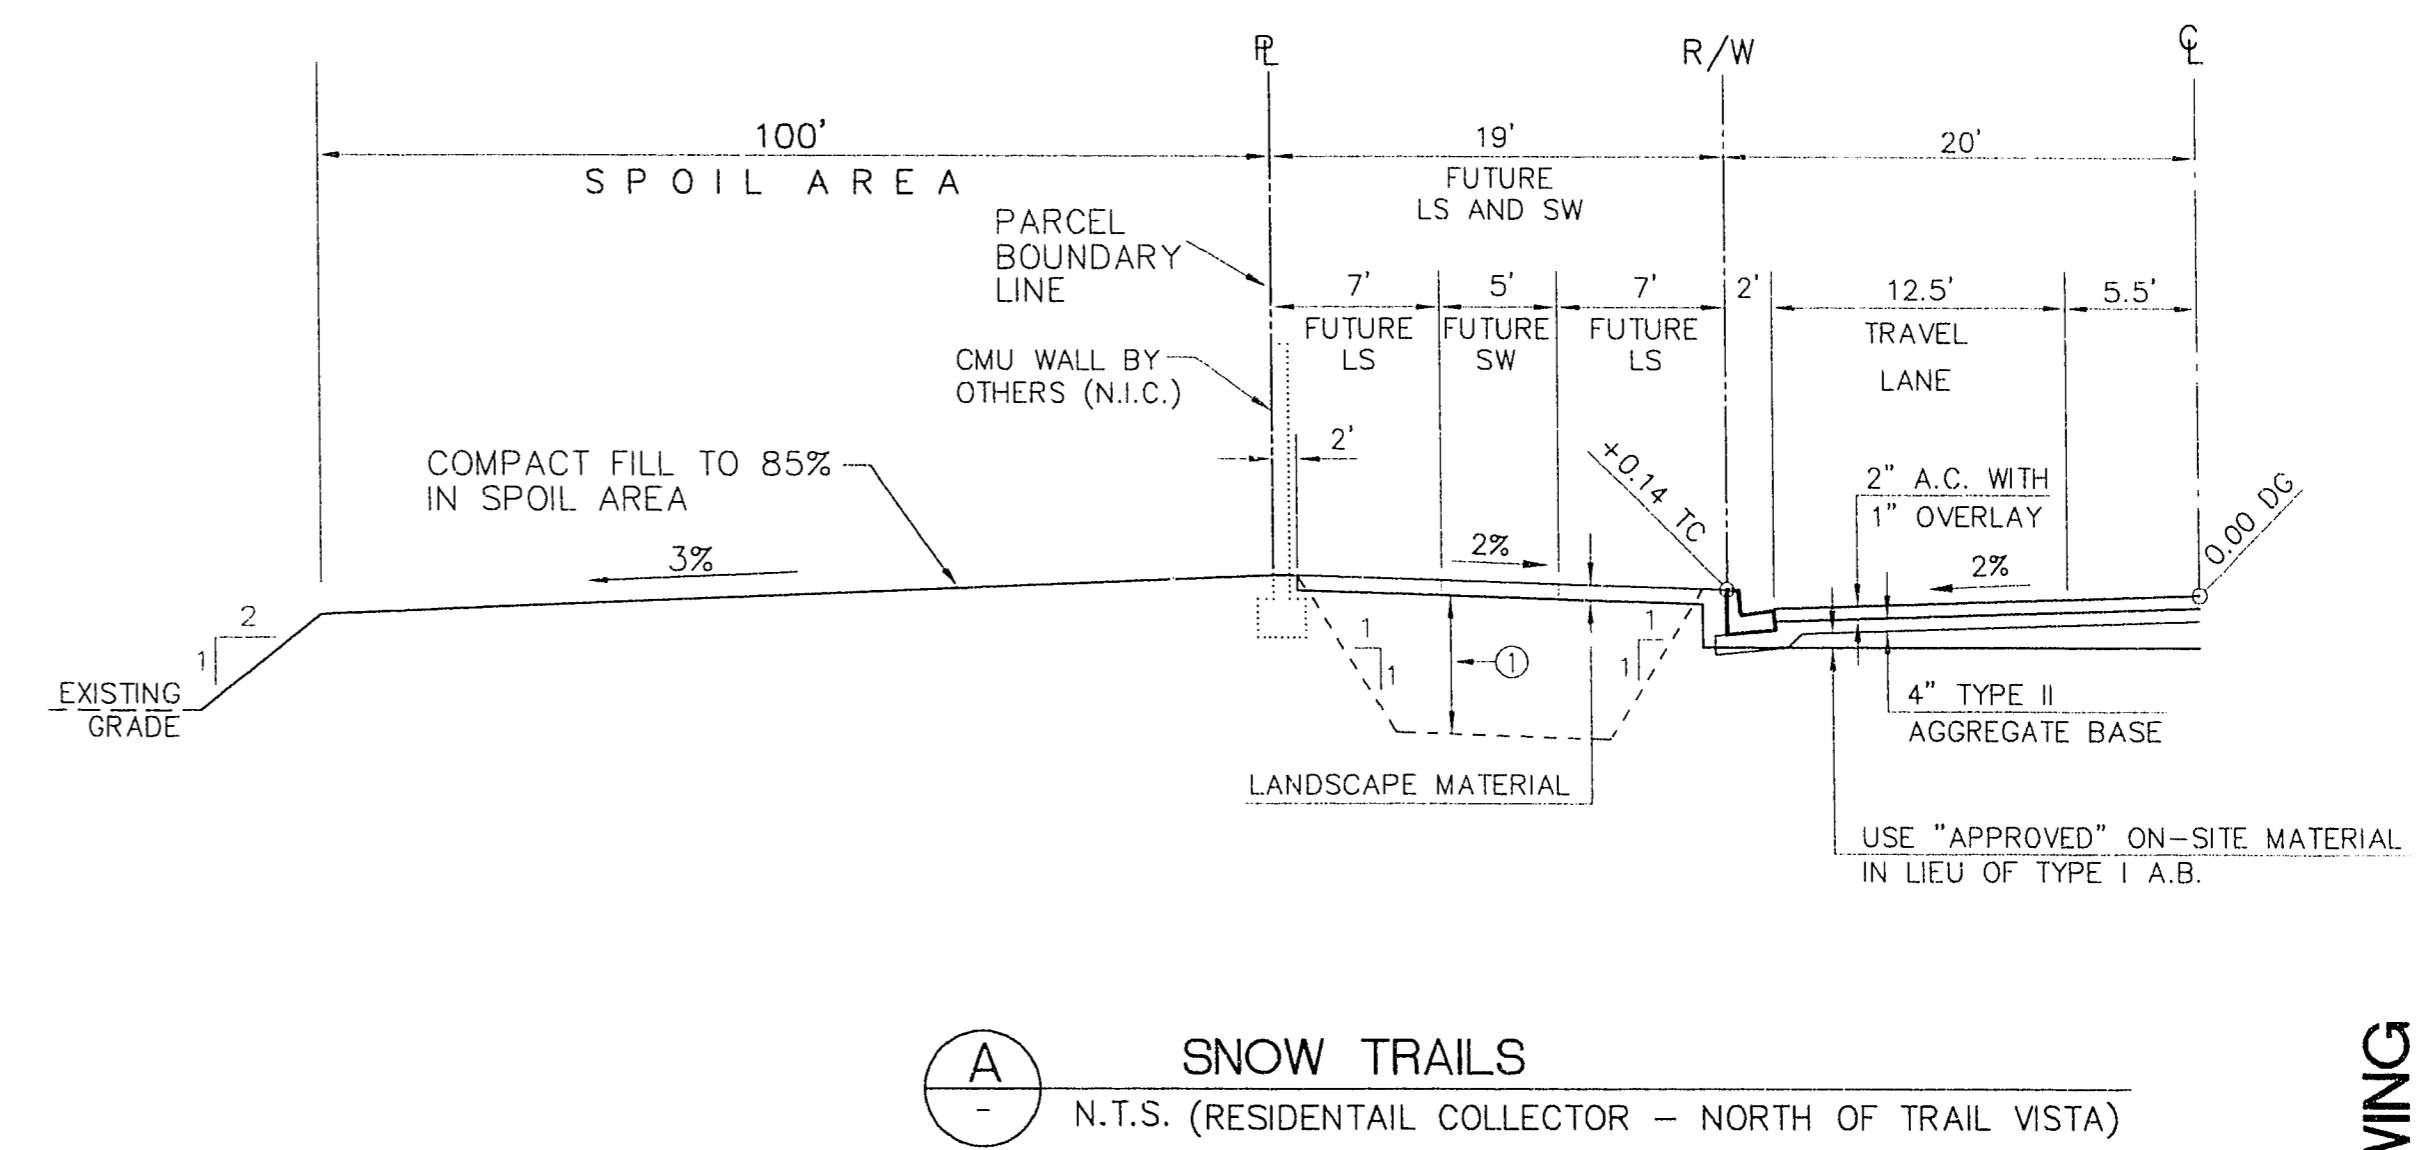 PL
R/W
CL
100'
19'
20'
SPOIL AREA
FUTURE
LS AND SW
PARCEL
BOUNDARY
LINE
7'
5'
7'
2'
12.5'
5.5'
FUTURE
LS
FUTURE
SW
FUTURE
LS
TRAVEL
LANE
CMU WALL BY
OTHERS (N.I.C.)
2'
COMPACT FILL TO 85%
IN SPOIL AREA
+0.14 TC
2" A.C. WITH
1" OVERLAY
0.00 DG
3%
2%
2%
2
1
1
1
1
1
1
EXISTING
GRADE
4" TYPE II
AGGREGATE BASE
LANDSCAPE MATERIAL
USE "APPROVED" ON-SITE MATERIAL
IN LIEU OF TYPE I A.B.
A
-
SNOW TRAILS
N.T.S. (RESIDENTAIL COLLECTOR - NORTH OF TRAIL VISTA)